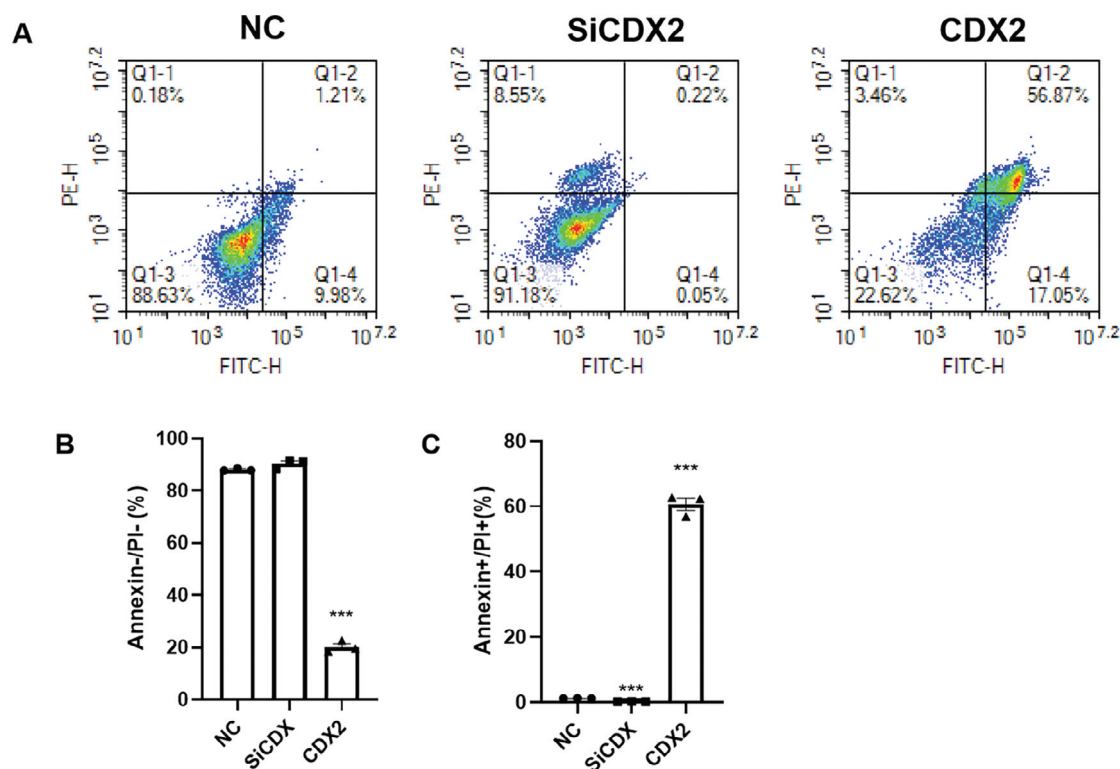 A
NC
SiCDX2
CDX2
10^7.2
10^5
10^3
10^1
PE-H
Q1-1
0.18%
Q1-2
1.21%
Q1-3
88.63%
Q1-4
9.98%
10^1 10^3 10^5 10^7.2
FITC-H
10^7.2
10^5
10^3
10^1
PE-H
Q1-1
8.55%
Q1-2
0.22%
Q1-3
91.18%
Q1-4
0.05%
10^1 10^3 10^5 10^7.2
FITC-H
10^7.2
10^5
10^3
10^1
PE-H
Q1-1
3.46%
Q1-2
56.87%
Q1-3
22.62%
Q1-4
17.05%
10^1 10^3 10^5 10^7.2
FITC-H
B
Annexin-/PI- (%)
100
80
60
40
20
0
***
NC
SiCDX
CDX2
C
Annexin+/PI+(%)
80
60
40
20
0
***
***
NC
SiCDX
CDX2